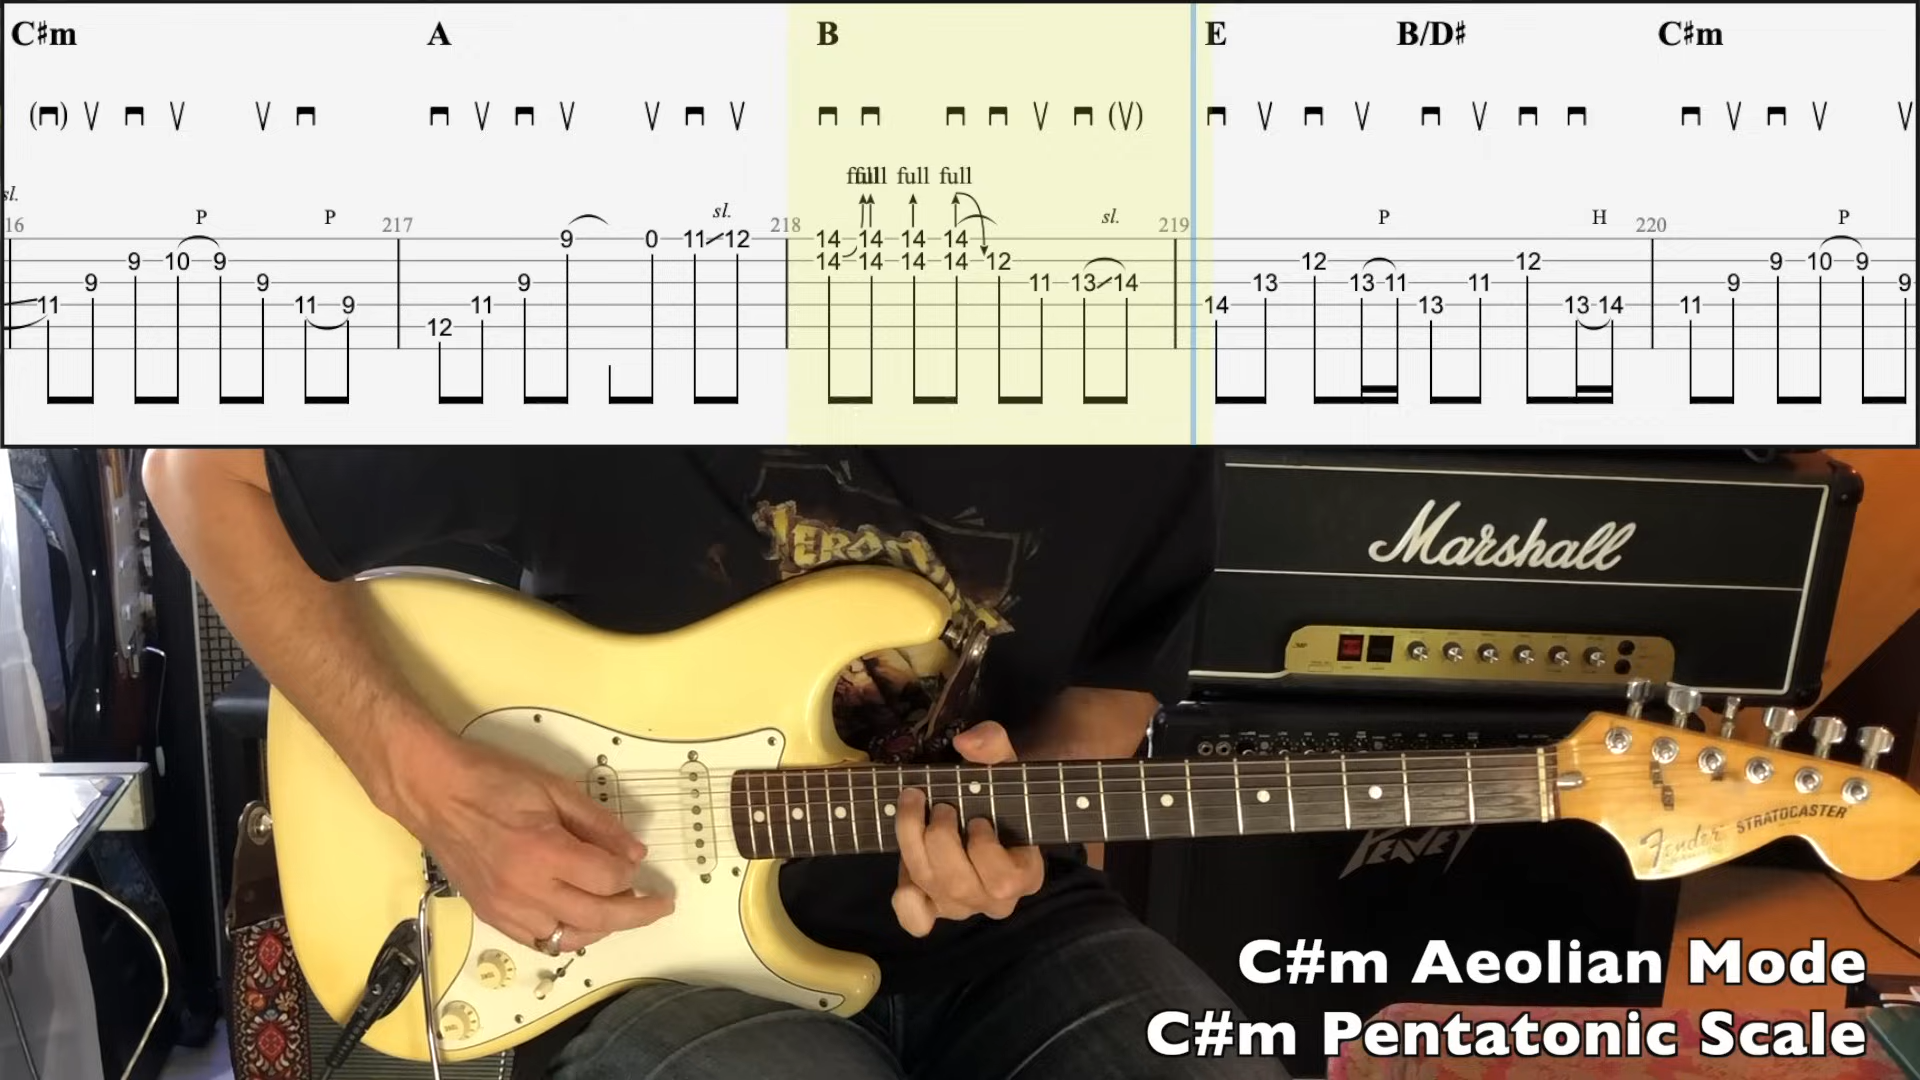 C♯m A B E B/D♯ C♯m
(⊓) V ⊓ V V ⊓ ⊓ V ⊓ V V ⊓ V ⊓ ⊓ ⊓ ⊓ V ⊓ (V) ⊓ V ⊓ V ⊓ V ⊓ ⊓ ⊓ V ⊓ V V
full full full full
sl. P P sl. sl. P H P
16 217 218 219 220
9 0 11 12 14 14 14 14
9 10 9 14 14 14 14 12 12 12 9 10 9
9 9 9 11 13 14 13 13 11 11 9 9
11 11 9 11 14 13 13 14 11
12
Marshall
PEAVEY
Fender
STRATOCASTER
C#m Aeolian Mode
C#m Pentatonic Scale